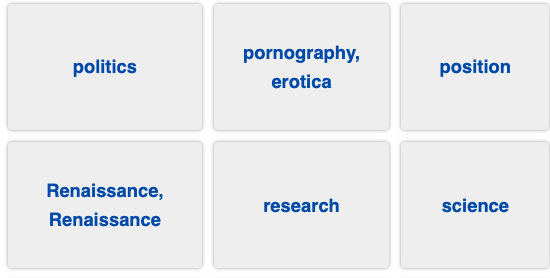 politics
pornography,
erotica
position
Renaissance,
Renaissance
research
science